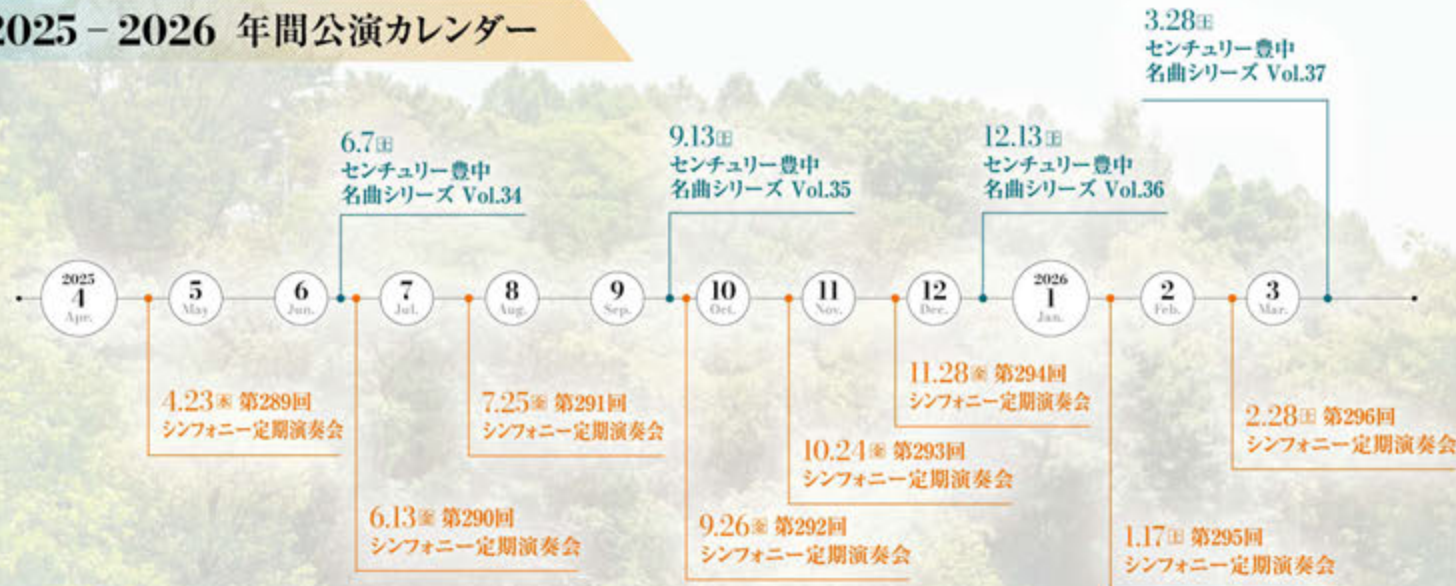 2025 – 2026 年間公演カレンダー
3.28土
センチュリー豊中
名曲シリーズ Vol.37
6.7土
センチュリー豊中
名曲シリーズ Vol.34
9.13土
センチュリー豊中
名曲シリーズ Vol.35
12.13土
センチュリー豊中
名曲シリーズ Vol.36
2025
4
Apr.
5
May
6
Jun.
7
Jul.
8
Aug.
9
Sep.
10
Oct.
11
Nov.
12
Dec.
2026
1
Jan.
2
Feb.
3
Mar.
4.23水 第289回
シンフォニー定期演奏会
7.25金 第291回
シンフォニー定期演奏会
11.28金 第294回
シンフォニー定期演奏会
2.28土 第296回
シンフォニー定期演奏会
10.24金 第293回
シンフォニー定期演奏会
6.13金 第290回
シンフォニー定期演奏会
9.26金 第292回
シンフォニー定期演奏会
1.17土 第295回
シンフォニー定期演奏会